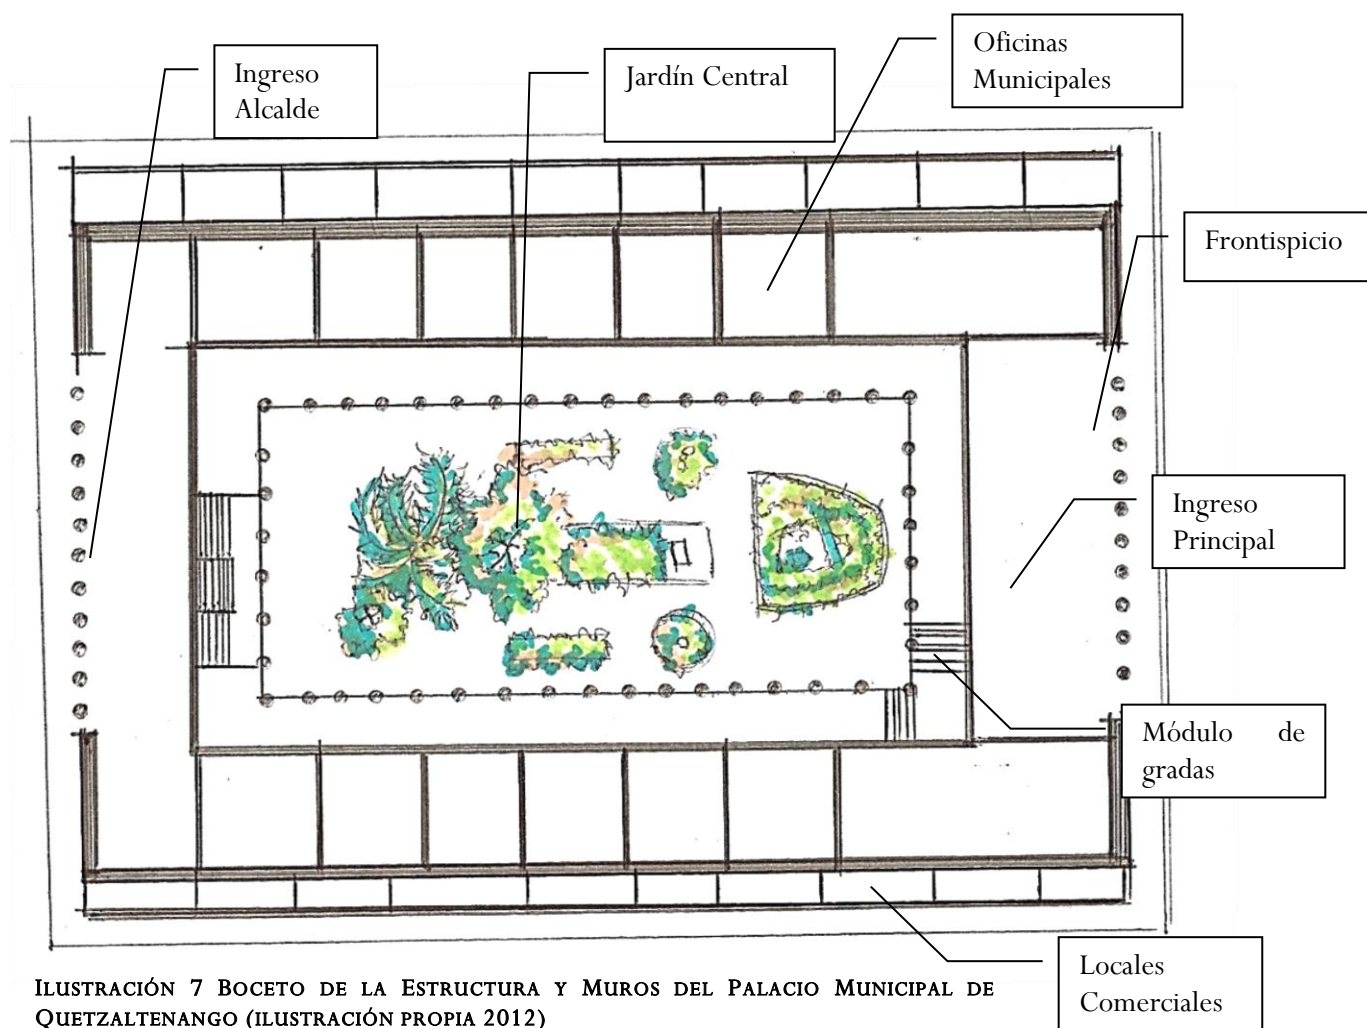 Ingreso
Alcalde
Jardín Central
Oficinas
Municipales
Frontispicio
Ingreso
Principal
Módulo de
gradas
Locales
Comerciales
ILUSTRACIÓN 7 BOCETO DE LA ESTRUCTURA Y MUROS DEL PALACIO MUNICIPAL DE
QUETZALTENANGO (ILUSTRACIÓN PROPIA 2012)